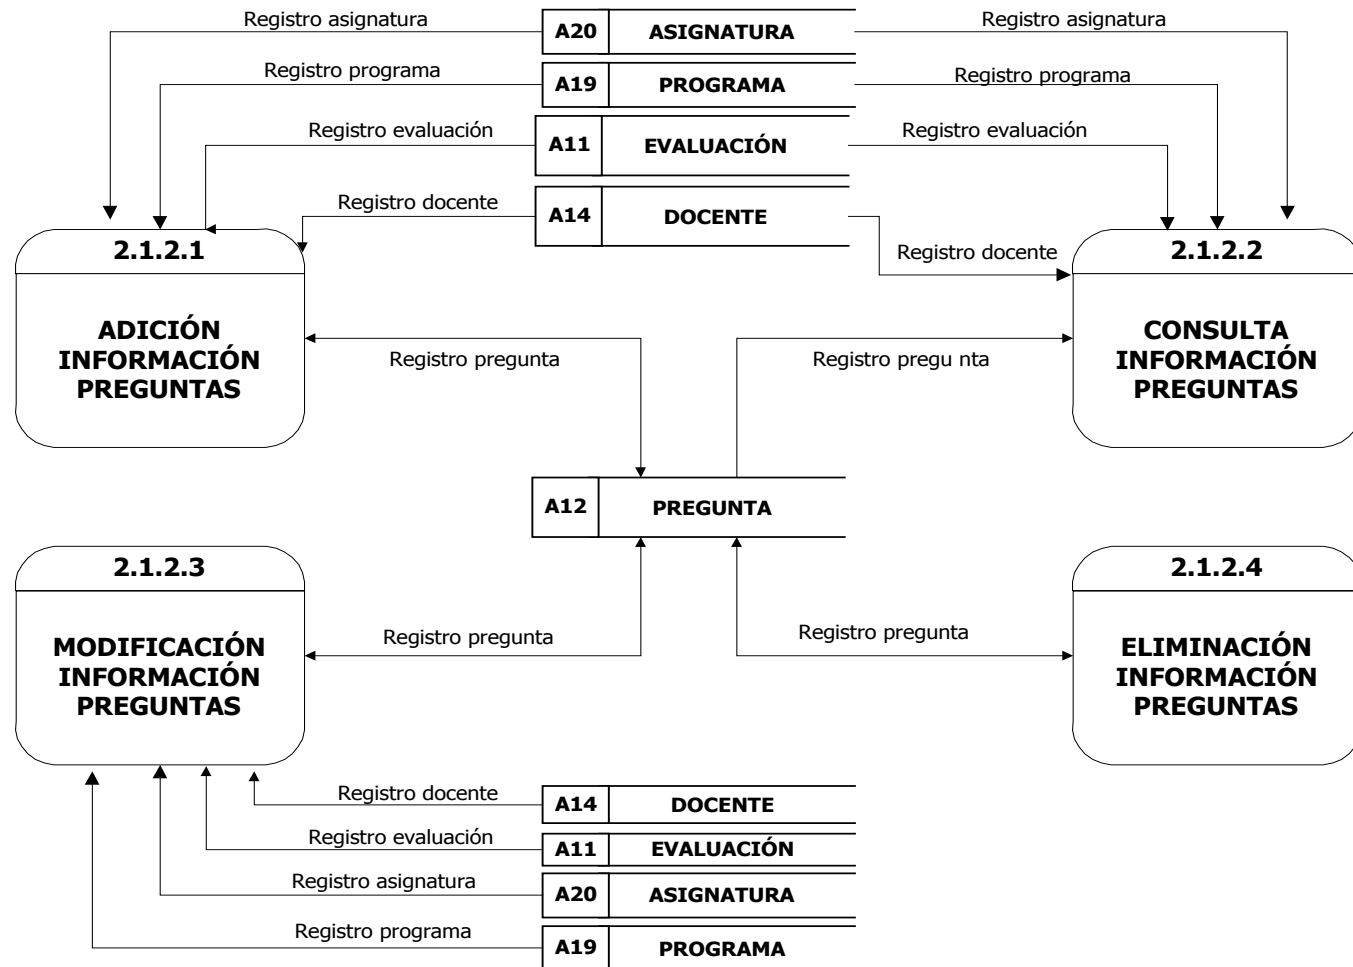 Registro asignatura
A20
ASIGNATURA
Registro asignatura
Registro programa
A19
PROGRAMA
Registro programa
Registro evaluación
A11
EVALUACIÓN
Registro evaluación
Registro docente
A14
DOCENTE
Registro docente
2.1.2.1
ADICIÓN
INFORMACIÓN
PREGUNTAS
2.1.2.2
CONSULTA
INFORMACIÓN
PREGUNTAS
Registro pregunta
Registro pregu nta
A12
PREGUNTA
2.1.2.3
MODIFICACIÓN
INFORMACIÓN
PREGUNTAS
Registro pregunta
Registro pregunta
2.1.2.4
ELIMINACIÓN
INFORMACIÓN
PREGUNTAS
Registro docente
A14
DOCENTE
Registro evaluación
A11
EVALUACIÓN
Registro asignatura
A20
ASIGNATURA
Registro programa
A19
PROGRAMA